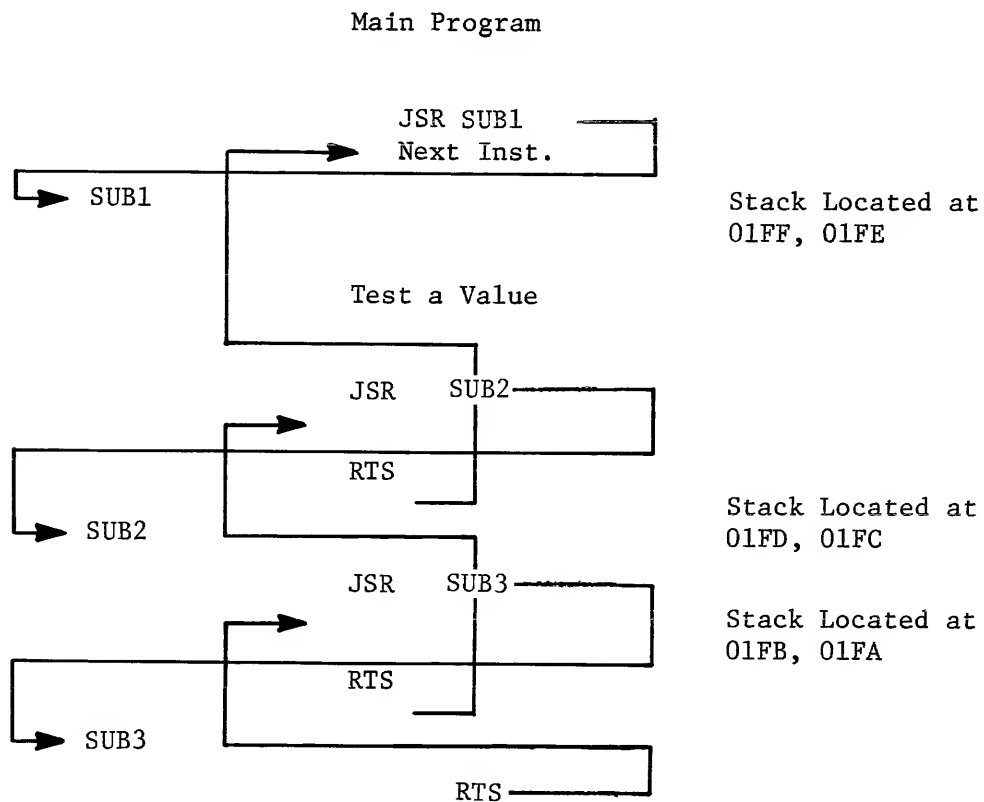 Main Program
JSR SUB1
Next Inst.
SUB1
Stack Located at
01FF, 01FE
Test a Value
JSR SUB2
RTS
SUB2
Stack Located at
01FD, 01FC
JSR SUB3
Stack Located at
01FB, 01FA
RTS
SUB3
RTS